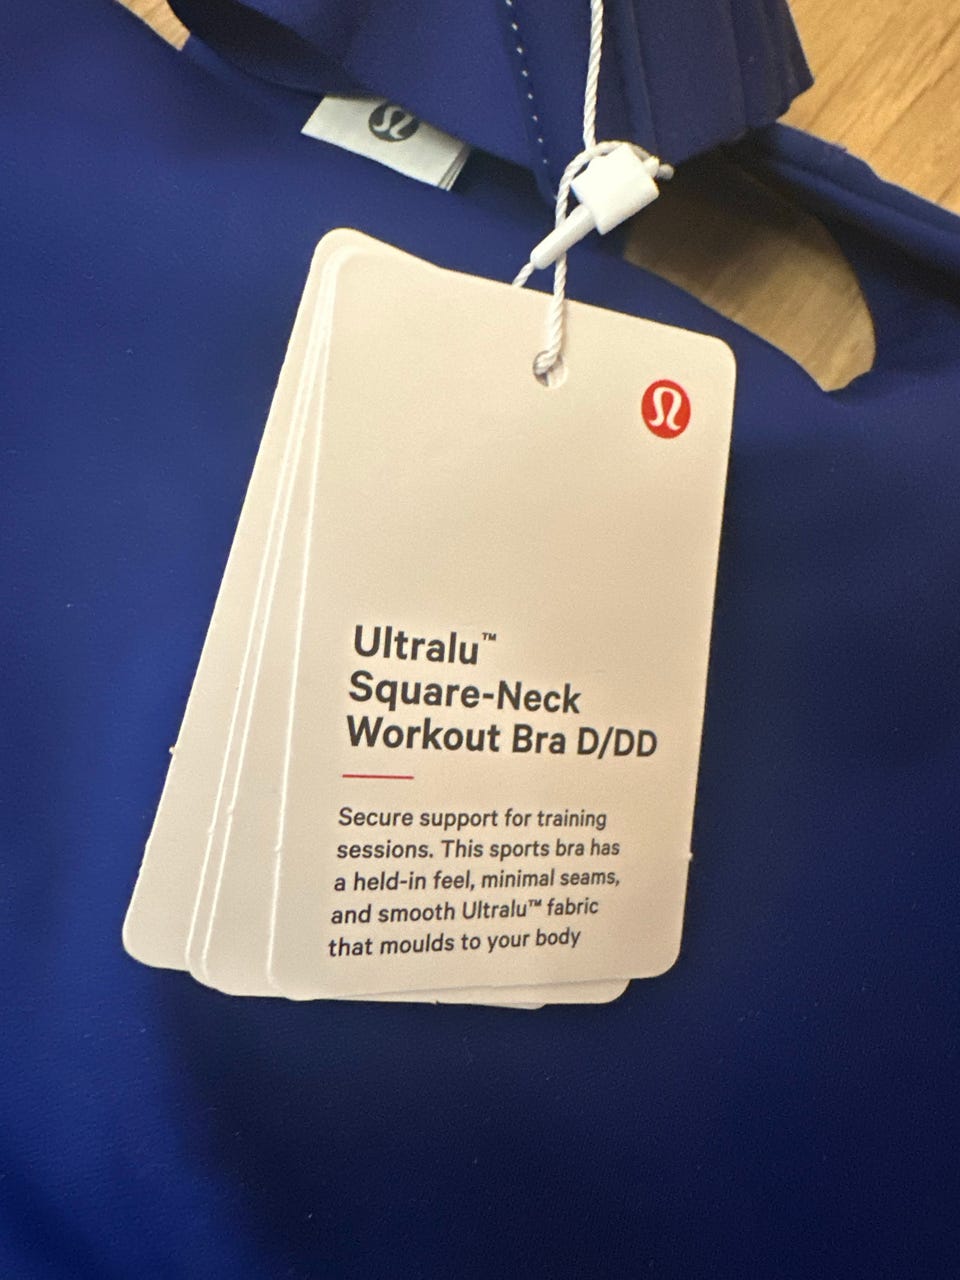 Ultralu™
Square-Neck
Workout Bra D/DD
Secure support for training
sessions. This sports bra has
a held-in feel, minimal seams,
and smooth Ultralu™ fabric
that moulds to your body